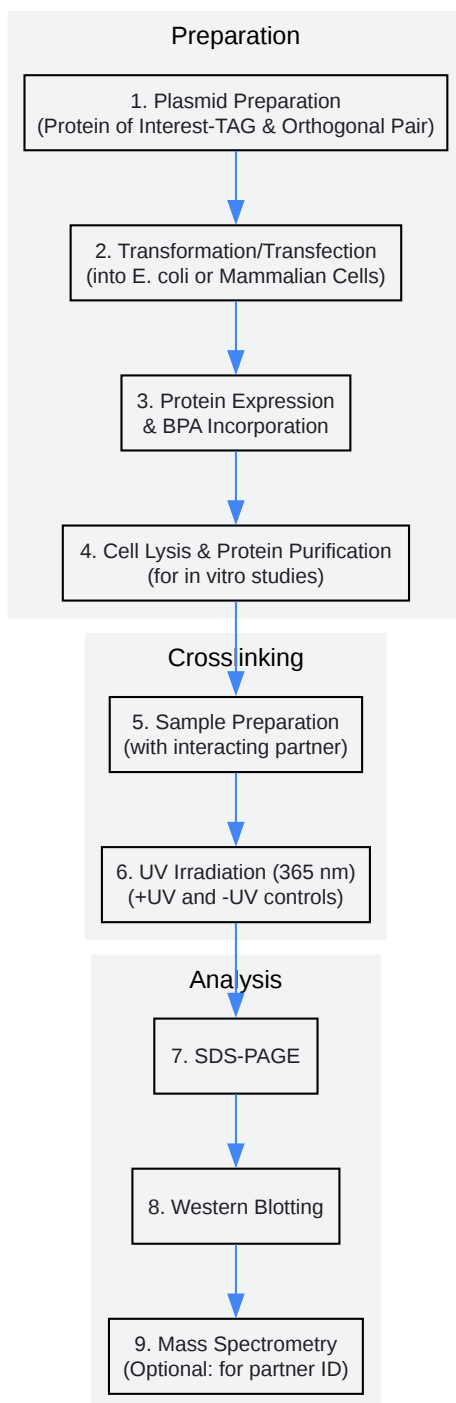 Preparation
1. Plasmid Preparation
(Protein of Interest-TAG & Orthogonal Pair)
2. Transformation/Transfection
(into E. coli or Mammalian Cells)
3. Protein Expression
& BPA Incorporation
4. Cell Lysis & Protein Purification
(for in vitro studies)
Crosslinking
5. Sample Preparation
(with interacting partner)
6. UV Irradiation (365 nm)
(+UV and -UV controls)
Analysis
7. SDS-PAGE
8. Western Blotting
9. Mass Spectrometry
(Optional: for partner ID)